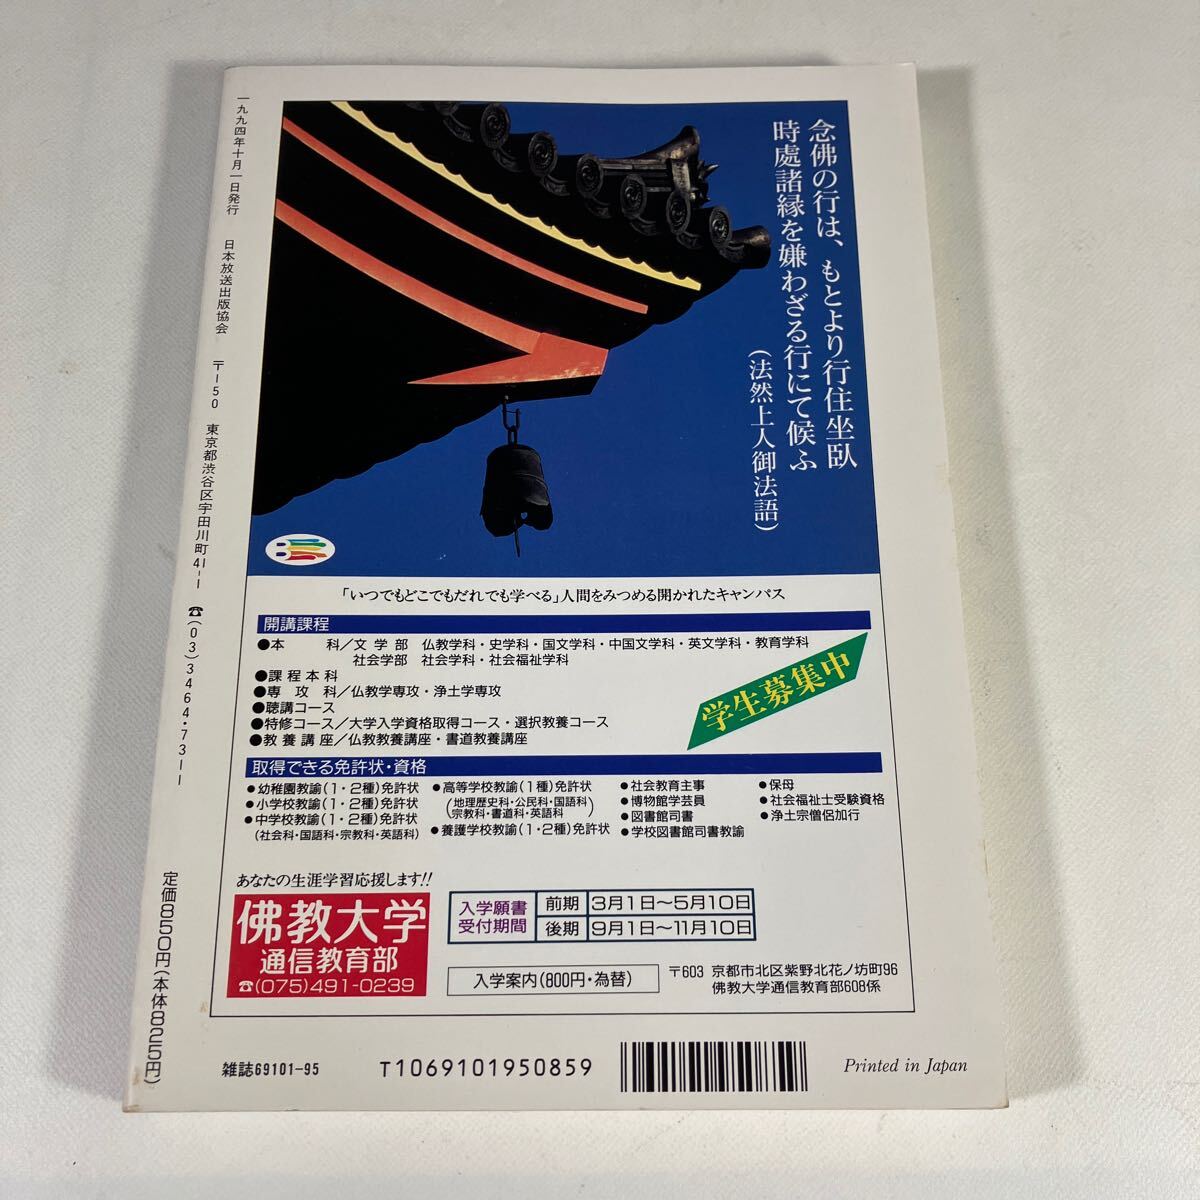 念佛の行は、もとより行住坐臥
時處諸縁を嫌わざる行にて候ふ
(法然上人御法語)
一九九四年十月一日発行 日本放送出版協会 〒150 東京都渋谷区宇田川町41-1 ☎(03)3464・7311
定価850円(本体825円)
「いつでもどこでもだれでも学べる」人間をみつめる開かれたキャンパス
開講課程
●本 科/文学部 仏教学科・史学科・国文学科・中国文学科・英文学科・教育学科
社会学部 社会学科・社会福祉学科
●課程本科
●専攻科/仏教学専攻・浄土学専攻
●聴講コース
●特修コース/大学入学資格取得コース・選択教養コース
●教養講座/仏教教養講座・書道教養講座
学生募集中
取得できる免許状・資格
●幼稚園教諭(1・2種)免許状
●小学校教諭(1・2種)免許状
●中学校教諭(1・2種)免許状
(社会科・国語科・宗教科・英語科)
●高等学校教諭(1種)免許状
(地理歴史科・公民科・国語科
宗教科・書道科・英語科)
●養護学校教諭(1・2種)免許状
●社会教育主事
●博物館学芸員
●図書館司書
●学校図書館司書教諭
●保母
●社会福祉士受験資格
●浄土宗僧侶加行
あなたの生涯学習応援します!!
佛教大学
通信教育部
☎(075)491-0239
入学願書
受付期間
前期 3月1日〜5月10日
後期 9月1日〜11月10日
入学案内(800円・為替)
〒603 京都市北区紫野北花ノ坊町96
佛教大学通信教育部608係
雑誌69101-95
T1069101950859
Printed in Japan